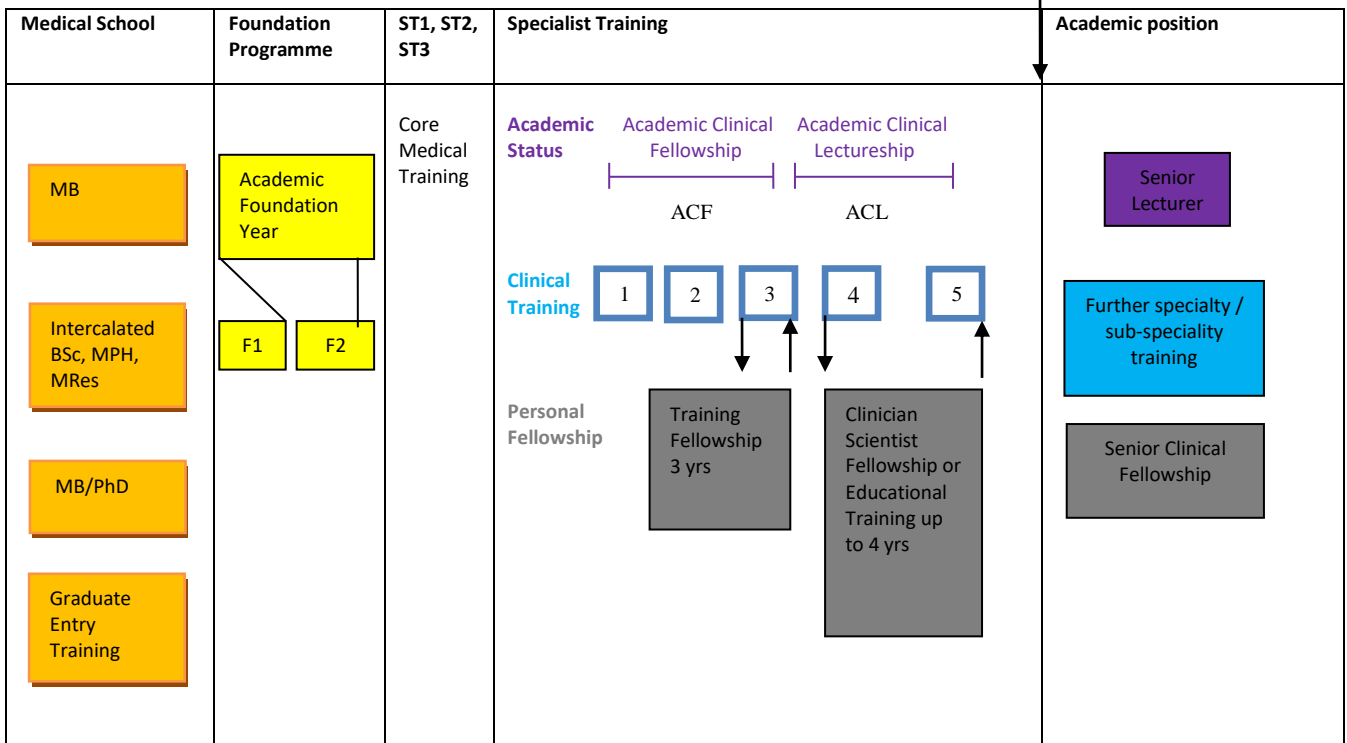 Medical School
Foundation
Programme
ST1, ST2,
ST3
Specialist Training
Academic position
MB
Intercalated
BSc, MPH,
MRes
MB/PhD
Graduate
Entry
Training
Academic
Foundation
Year
F1
F2
Core
Medical
Training
Academic
Status
Academic Clinical
Fellowship
Academic Clinical
Lectureship
ACF
ACL
Clinical
Training
1
2
3
4
5
Personal
Fellowship
Training
Fellowship
3 yrs
Clinician
Scientist
Fellowship or
Educational
Training up
to 4 yrs
Senior
Lecturer
Further specialty /
sub-speciality
training
Senior Clinical
Fellowship